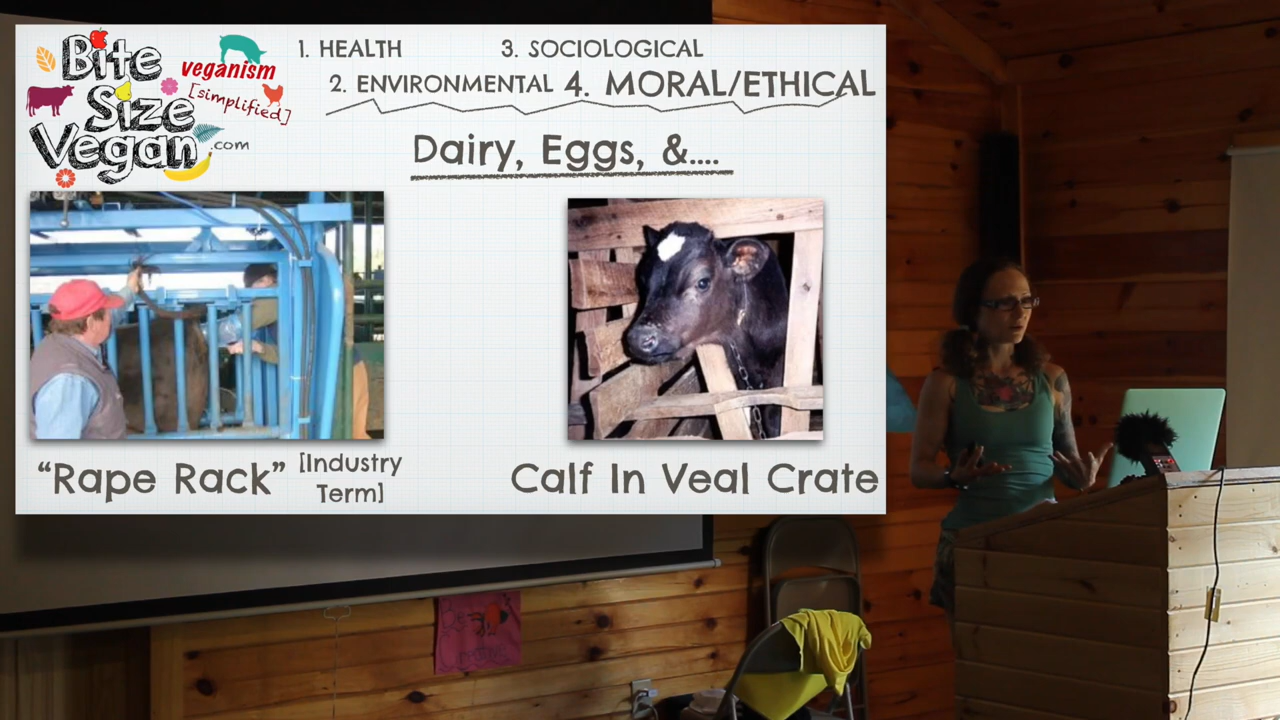 Bite
Size
Vegan
.com
veganism
[simplified]
1. HEALTH
2. ENVIRONMENTAL
3. SOCIOLOGICAL
4. MORAL/ETHICAL
Dairy, Eggs, &....
“Rape Rack” [Industry
Term]
Calf In Veal Crate